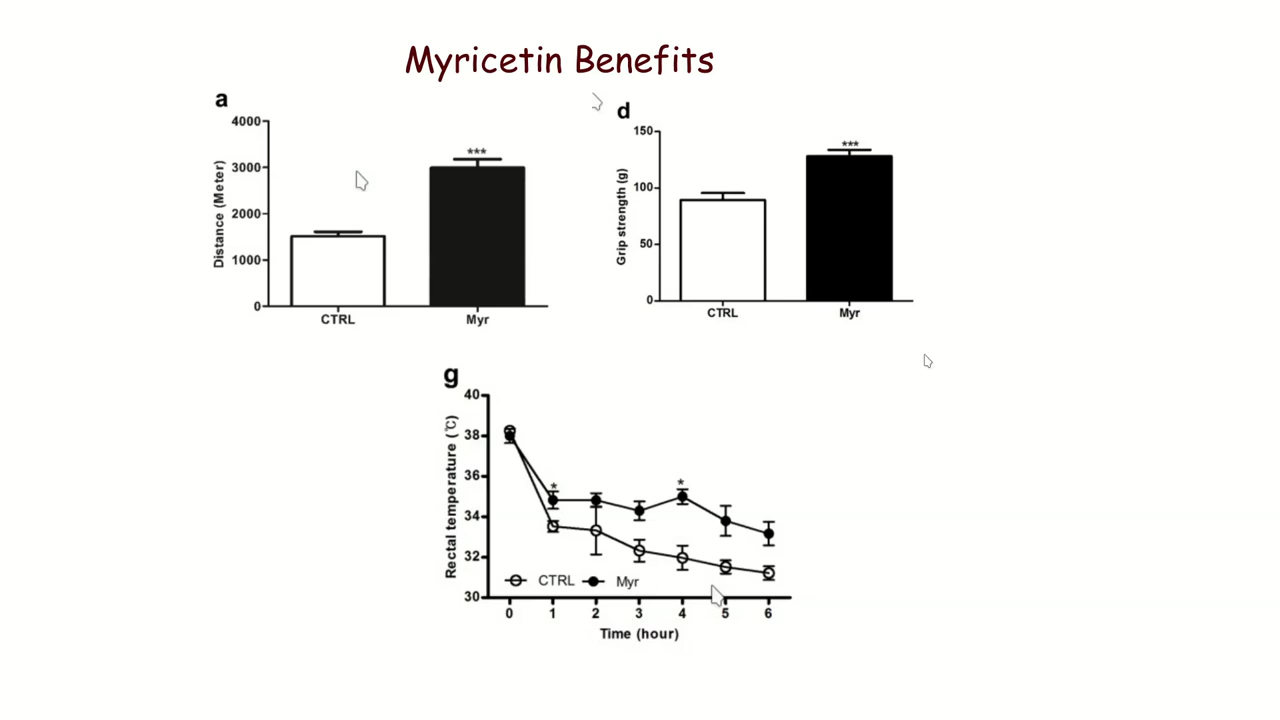 Myricetin Benefits
a
4000
3000
2000
1000
0
Distance (Meter)
***
CTRL Myr
d
150
100
50
0
Grip strength (g)
***
CTRL Myr
g
40
38
36
34
32
30
Rectal temperature (℃)
* *
CTRL Myr
0 1 2 3 4 5 6
Time (hour)